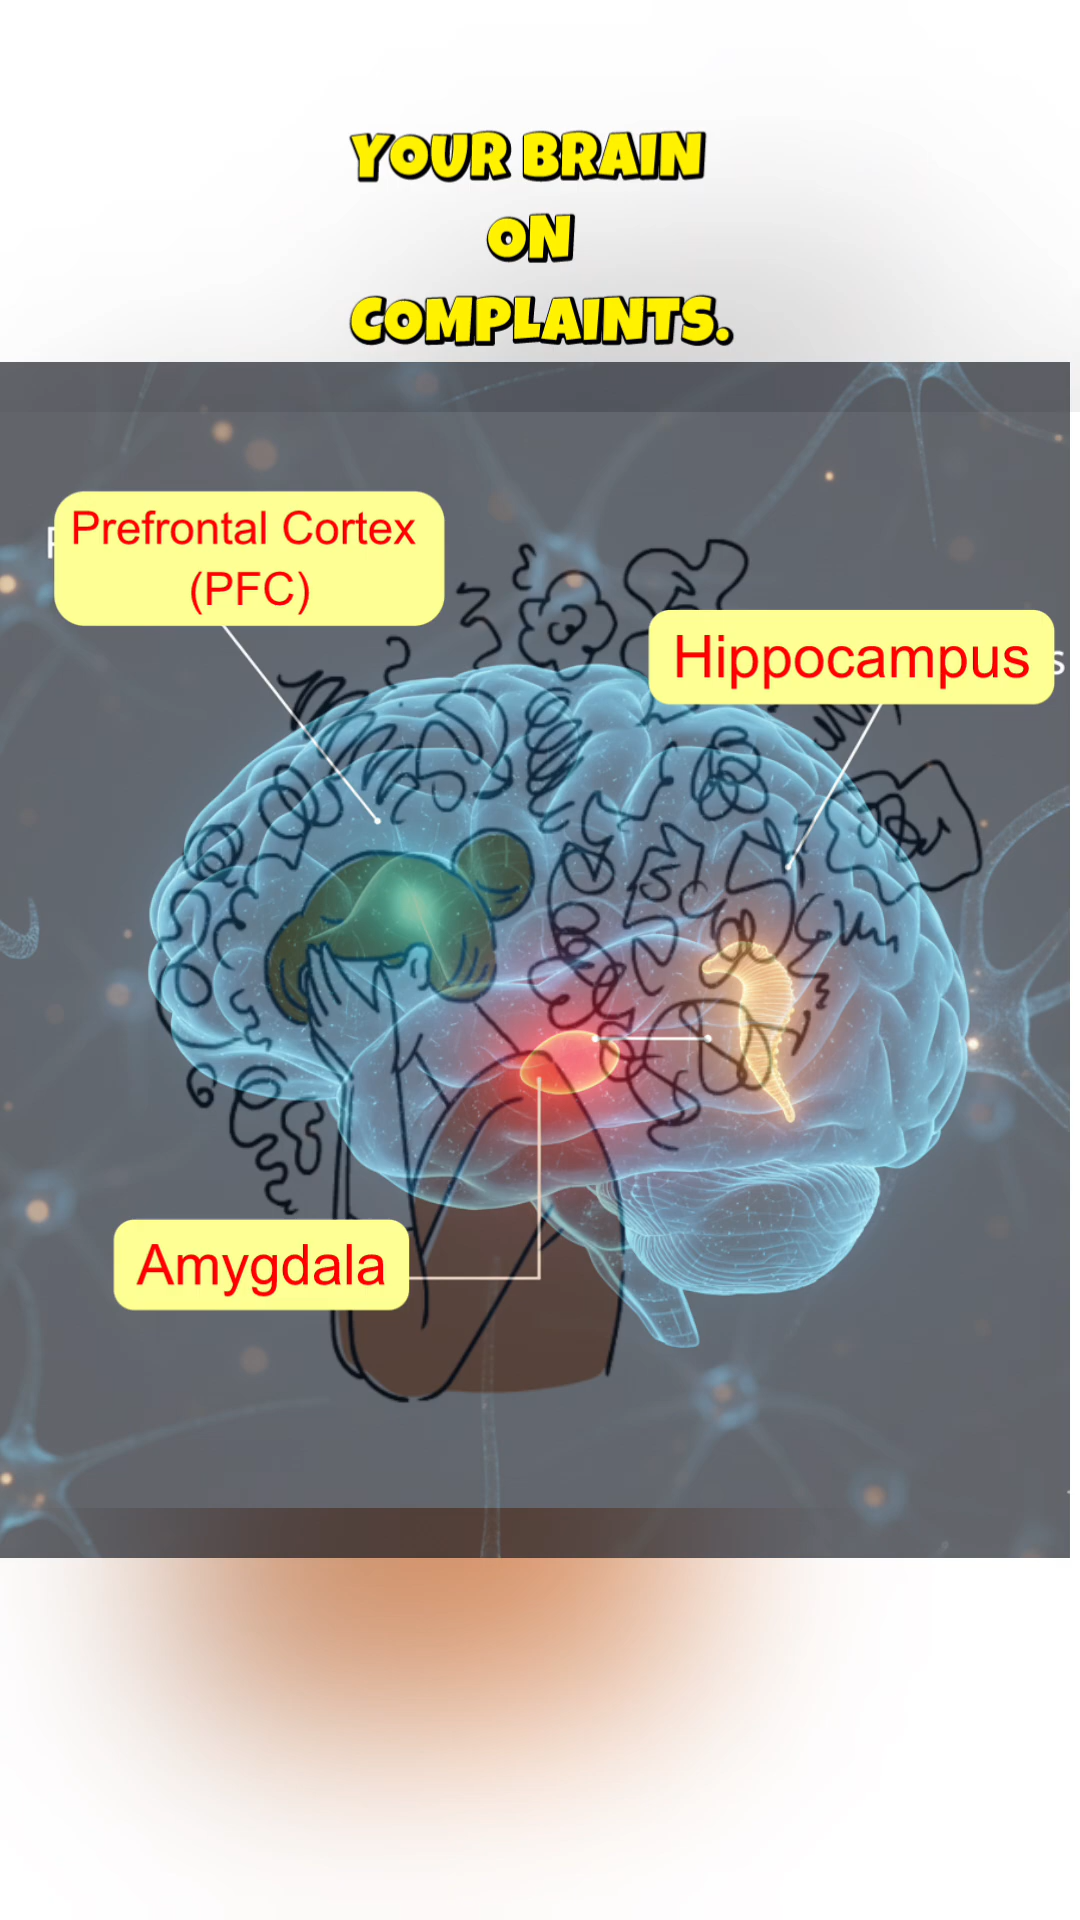 YOUR BRAIN
ON
COMPLAINTS.
Prefrontal Cortex
(PFC)
Hippocampus
Amygdala